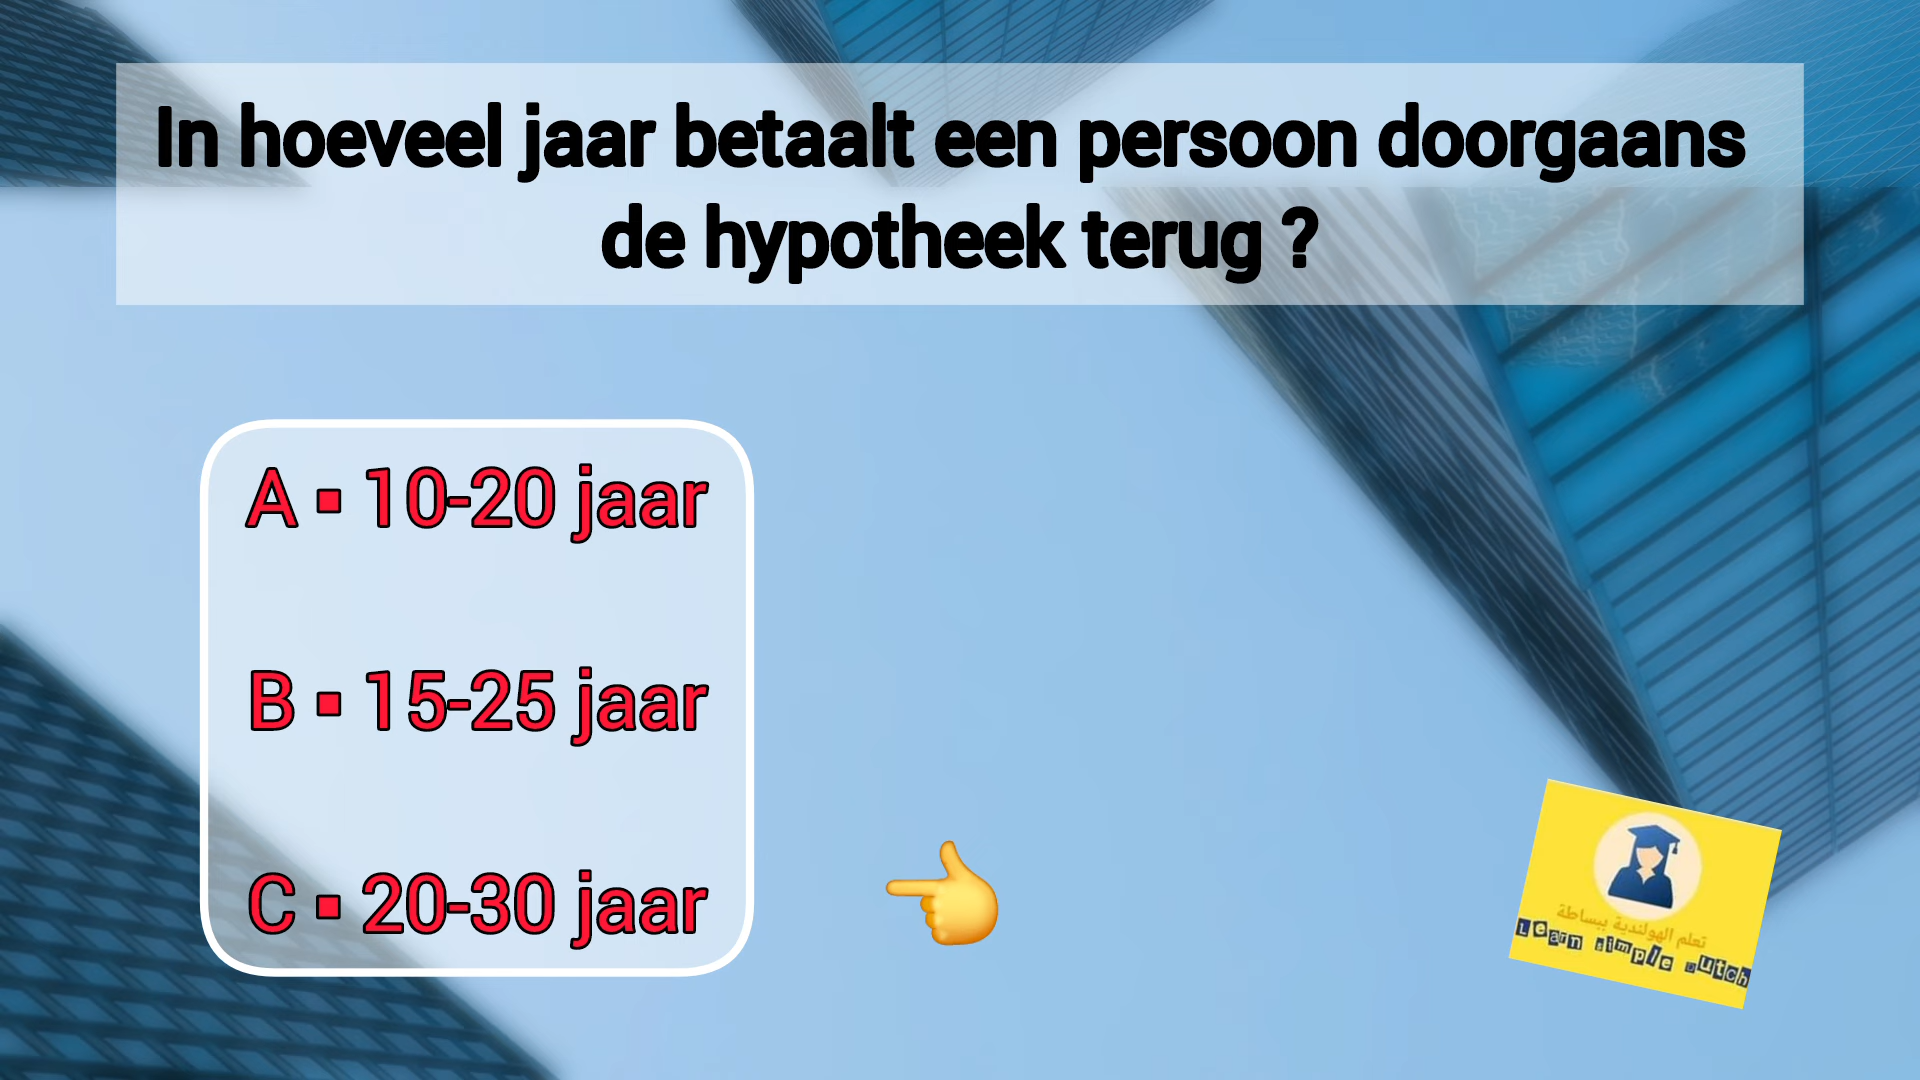 In hoeveel jaar betaalt een persoon doorgaans
de hypotheek terug ?
A ▪ 10-20 jaar
B ▪ 15-25 jaar
C ▪ 20-30 jaar
تعلم الهولندية ببساطة
Learn simple Dutch